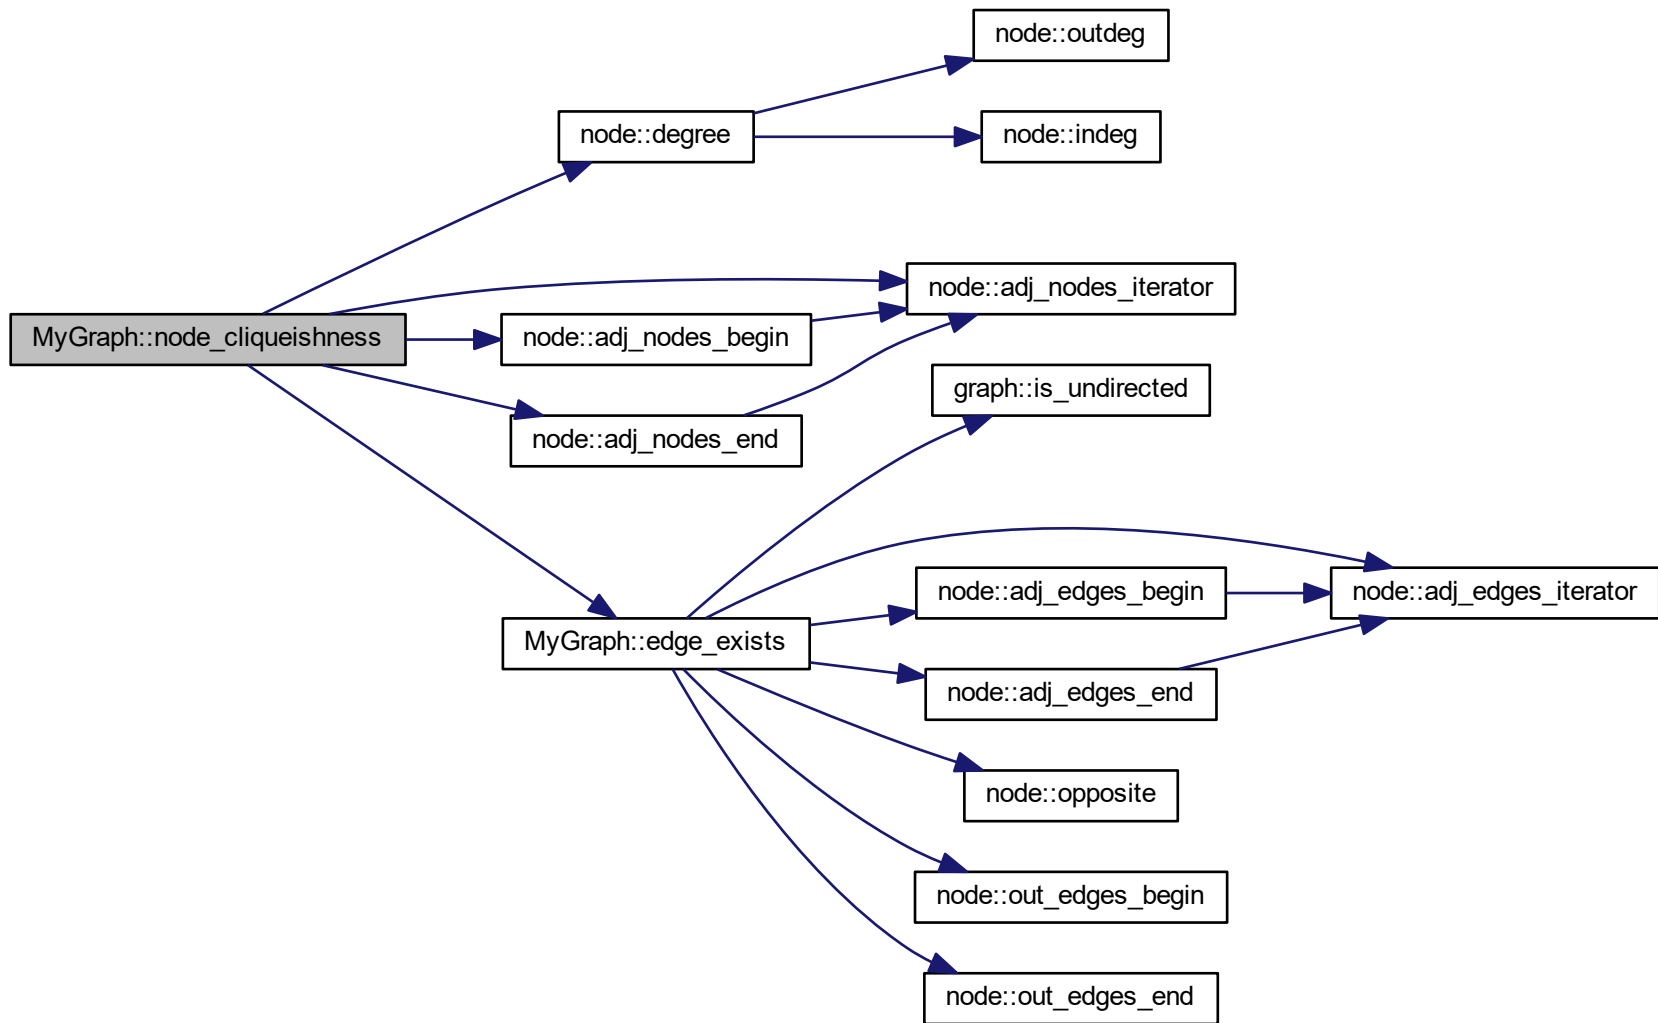 node::outdeg
node::degree
node::indeg
node::adj_nodes_iterator
MyGraph::node_cliqueishness
node::adj_nodes_begin
graph::is_undirected
node::adj_nodes_end
node::adj_edges_begin
node::adj_edges_iterator
MyGraph::edge_exists
node::adj_edges_end
node::opposite
node::out_edges_begin
node::out_edges_end